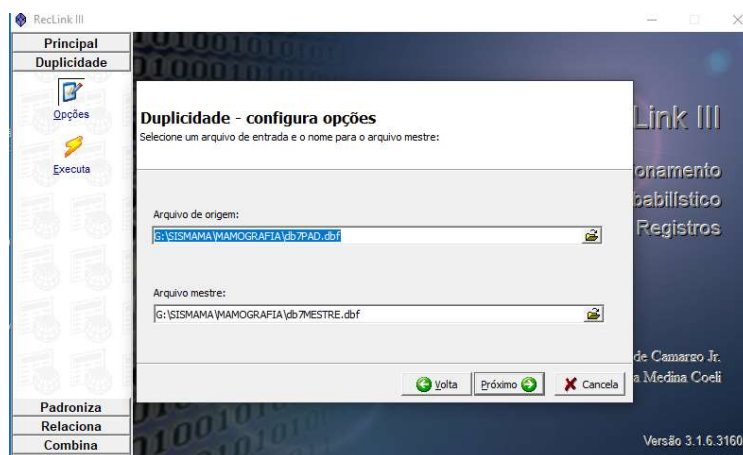 RecLink III
Principal
Duplicidade
Opções
Executa
Padroniza
Relaciona
Combina
Duplicidade - configura opções
Selecione um arquivo de entrada e o nome para o arquivo mestre:
Arquivo de origem:
G:\SISMAMA\MAMOGRAFIA\db7PAD.dbf
Arquivo mestre:
G:\SISMAMA\MAMOGRAFIA\db7MESTRE.dbf
Volta
Próximo
Cancela
Link III
onamento
babilístico
Registros
de Camargo Jr.
a Medina Coeli
Versão 3.1.6.3160